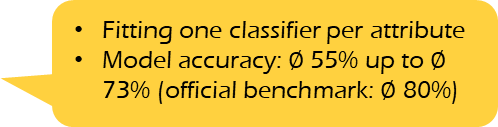 • Fitting one classifier per attribute
• Model accuracy: Ø 55% up to Ø
73% (official benchmark: Ø 80%)